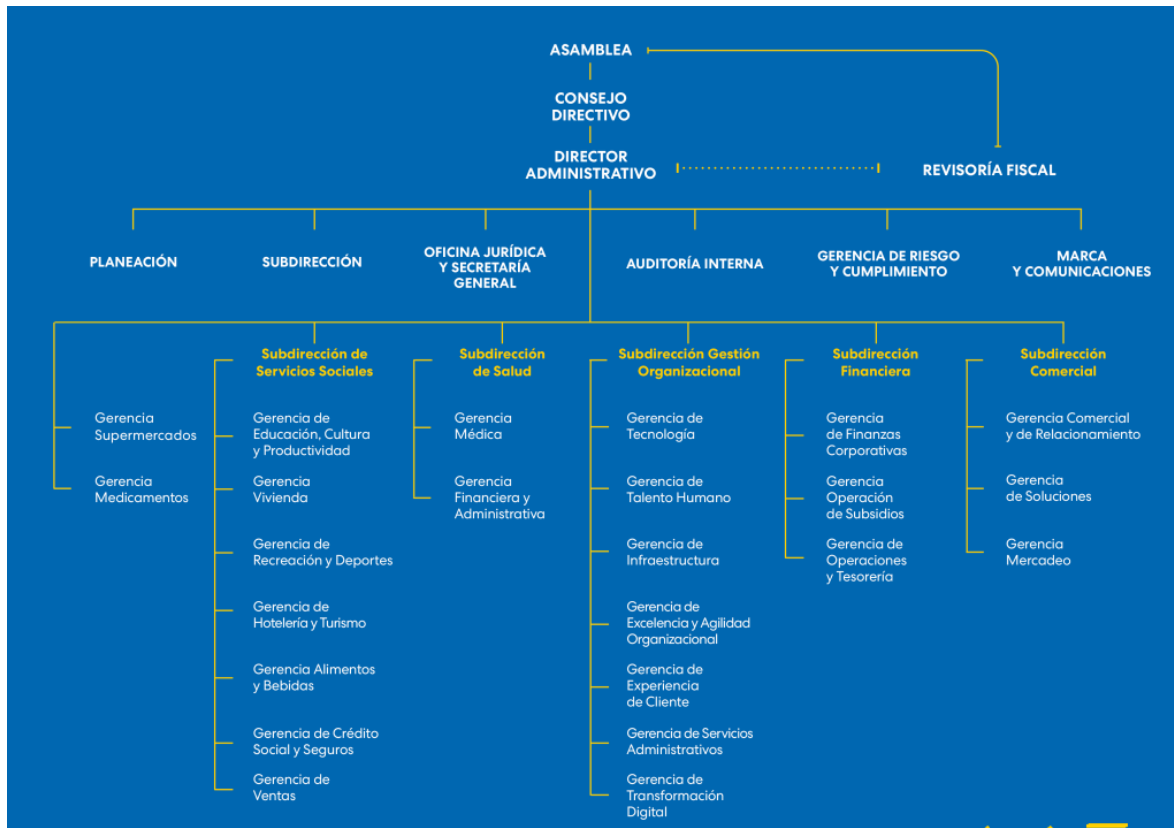 ASAMBLEA
CONSEJO
DIRECTIVO
DIRECTOR
ADMINISTRATIVO
REVISORÍA FISCAL
PLANEACIÓN
SUBDIRECCIÓN
OFICINA JURÍDICA
Y SECRETARÍA
GENERAL
AUDITORÍA INTERNA
GERENCIA DE RIESGO
Y CUMPLIMIENTO
MARCA
Y COMUNICACIONES
Gerencia
Supermercados
Gerencia
Medicamentos
Subdirección de
Servicios Sociales
Gerencia de
Educación, Cultura
y Productividad
Gerencia
Vivienda
Gerencia de
Recreación y Deportes
Gerencia de
Hotelería y Turismo
Gerencia Alimentos
y Bebidas
Gerencia de Crédito
Social y Seguros
Gerencia de
Ventas
Subdirección
de Salud
Gerencia
Médica
Gerencia
Financiera y
Administrativa
Subdirección Gestión
Organizacional
Gerencia de
Tecnología
Gerencia de
Talento Humano
Gerencia de
Infraestructura
Gerencia de
Excelencia y Agilidad
Organizacional
Gerencia de
Experiencia
de Cliente
Gerencia de Servicios
Administrativos
Gerencia de
Transformación
Digital
Subdirección
Financiera
Gerencia
de Finanzas
Corporativas
Gerencia
Operación
de Subsidios
Gerencia de
Operaciones
y Tesorería
Subdirección
Comercial
Gerencia Comercial
y de Relacionamiento
Gerencia
de Soluciones
Gerencia
Mercadeo